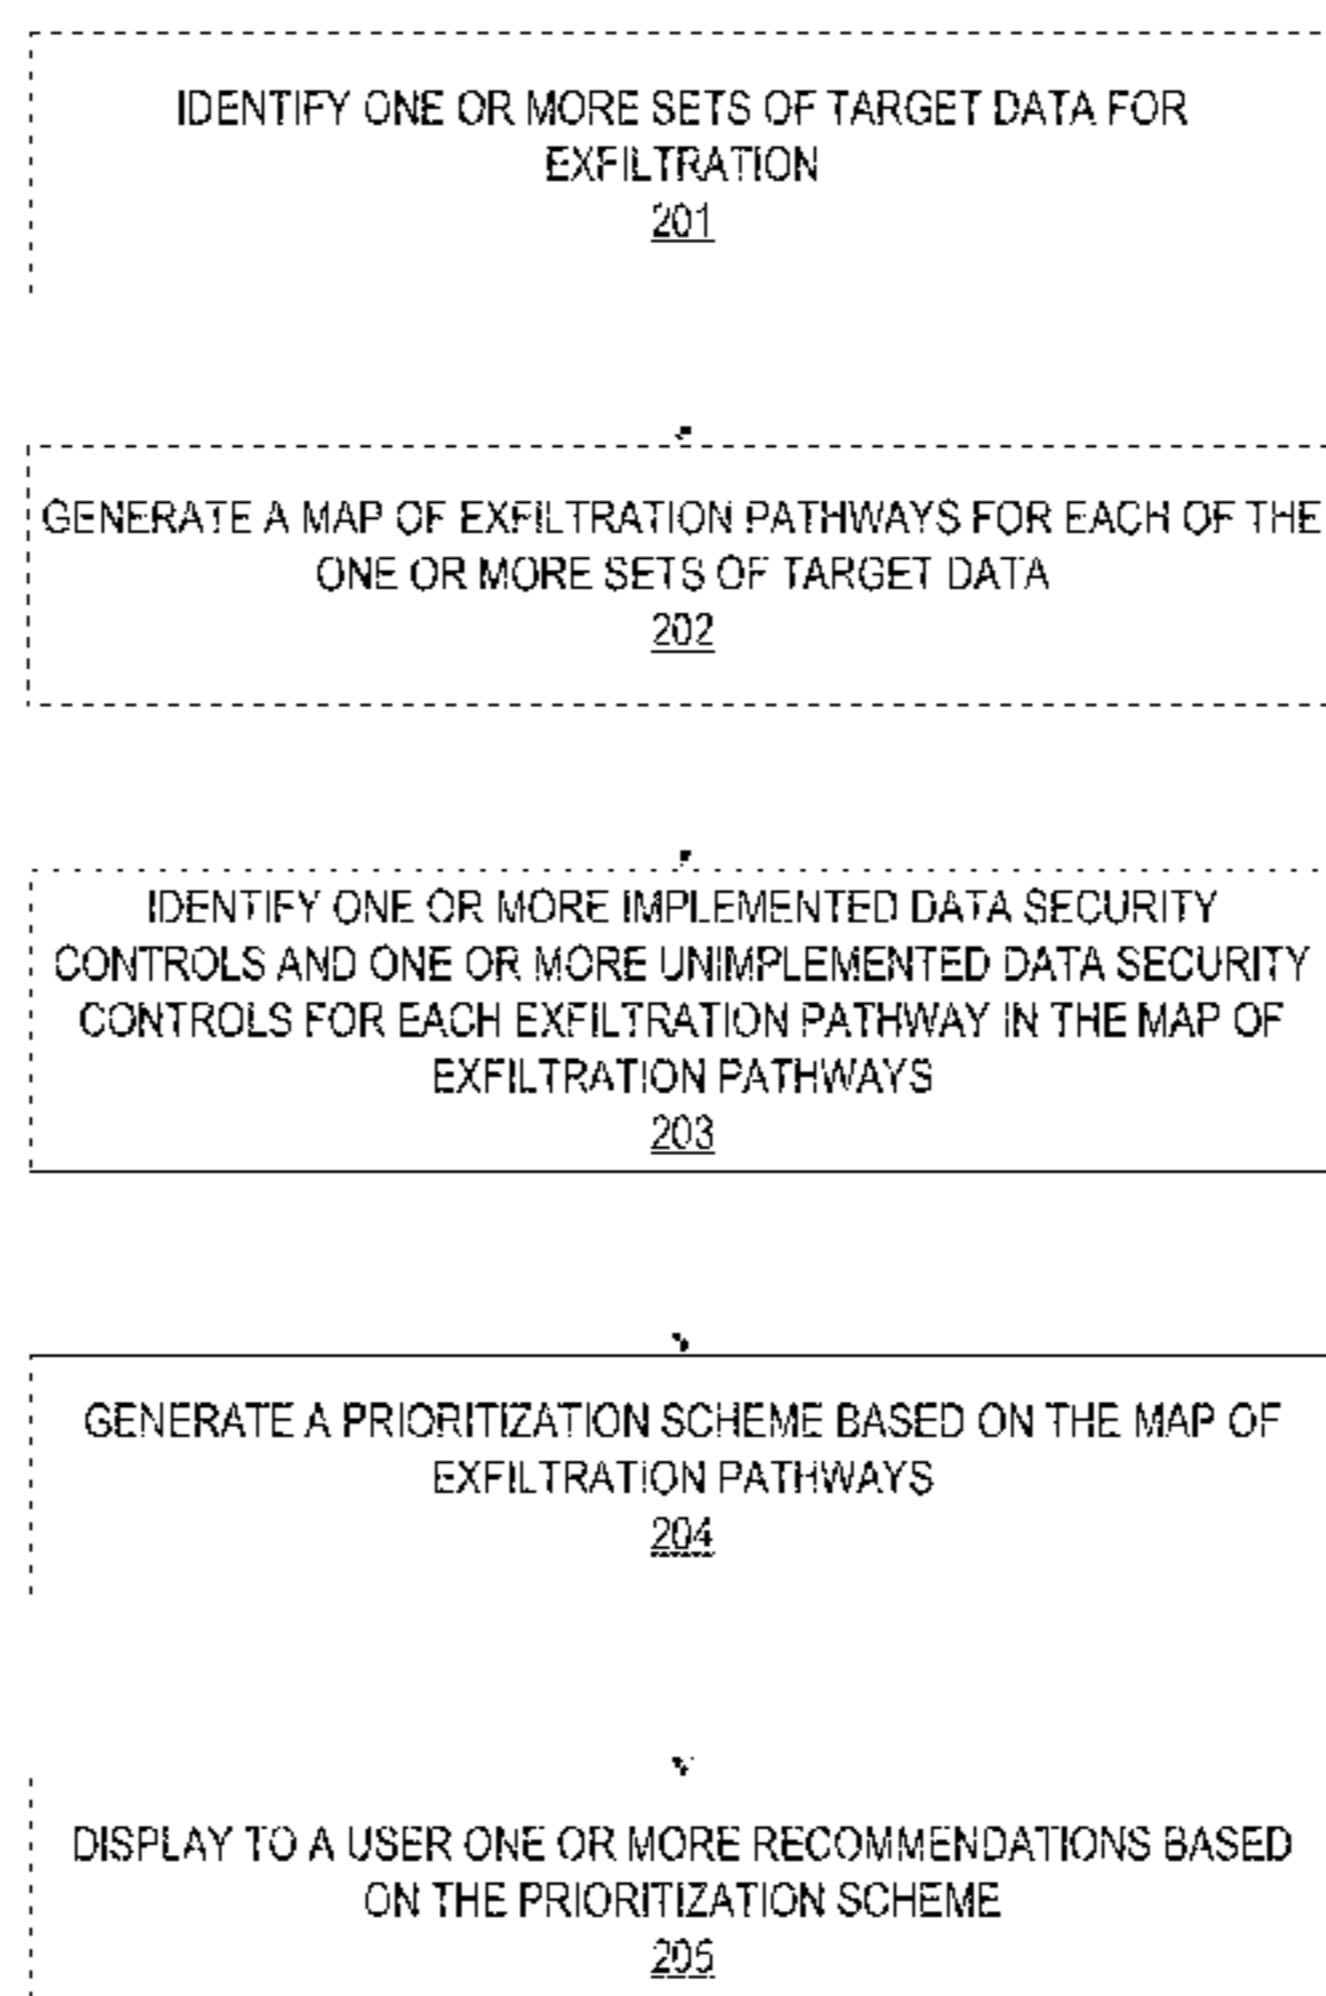 IDENTIFY ONE OR MORE SETS OF TARGET DATA FOR
EXFILTRATION
201
GENERATE A MAP OF EXFILTRATION PATHWAYS FOR EACH OF THE
ONE OR MORE SETS OF TARGET DATA
202
IDENTIFY ONE OR MORE IMPLEMENTED DATA SECURITY
CONTROLS AND ONE OR MORE UNIMPLEMENTED DATA SECURITY
CONTROLS FOR EACH EXFILTRATION PATHWAY IN THE MAP OF
EXFILTRATION PATHWAYS
203
GENERATE A PRIORITIZATION SCHEME BASED ON THE MAP OF
EXFILTRATION PATHWAYS
204
DISPLAY TO A USER ONE OR MORE RECOMMENDATIONS BASED
ON THE PRIORITIZATION SCHEME
205